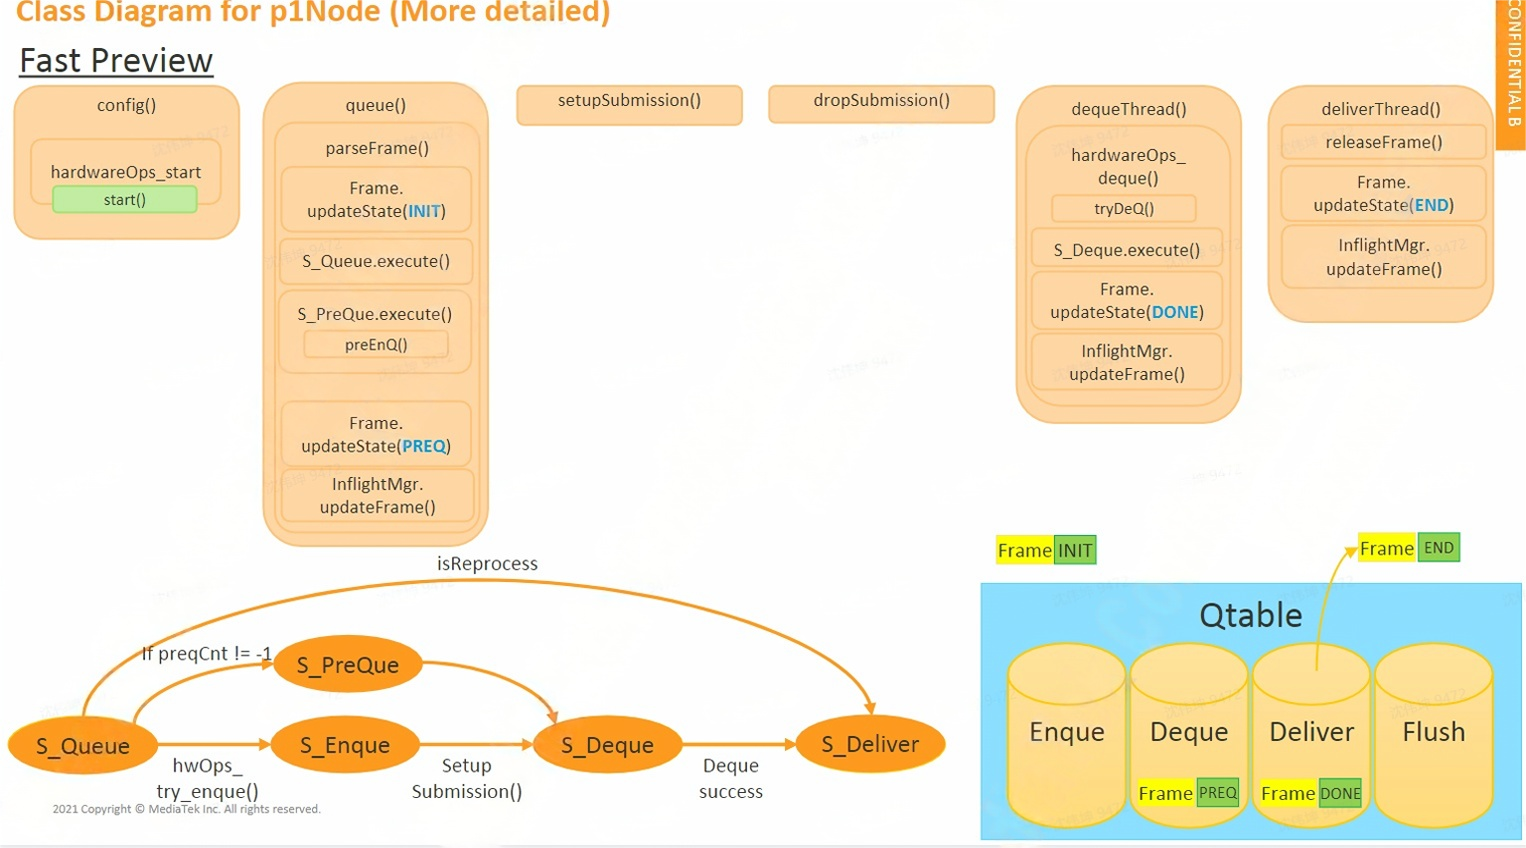 Class Diagram for p1Node (More detailed)
CONFIDENTIAL B
Fast Preview
config()
hardwareOps_start
start()
queue()
parseFrame()
Frame.
updateState(INIT)
S_Queue.execute()
S_PreQue.execute()
preEnQ()
Frame.
updateState(PREQ)
InflightMgr.
updateFrame()
setupSubmission()
dropSubmission()
dequeThread()
hardwareOps_
deque()
tryDeQ()
S_Deque.execute()
Frame.
updateState(DONE)
InflightMgr.
updateFrame()
deliverThread()
releaseFrame()
Frame.
updateState(END)
InflightMgr.
updateFrame()
isReprocess
If preqCnt != -1
S_PreQue
S_Queue
S_Enque
S_Deque
S_Deliver
hwOps_
try_enque()
Setup
Submission()
Deque
success
Frame INIT
Frame END
Qtable
Enque
Deque
Deliver
Flush
Frame PREQ
Frame DONE
2021 Copyright © MediaTek Inc. All rights reserved.